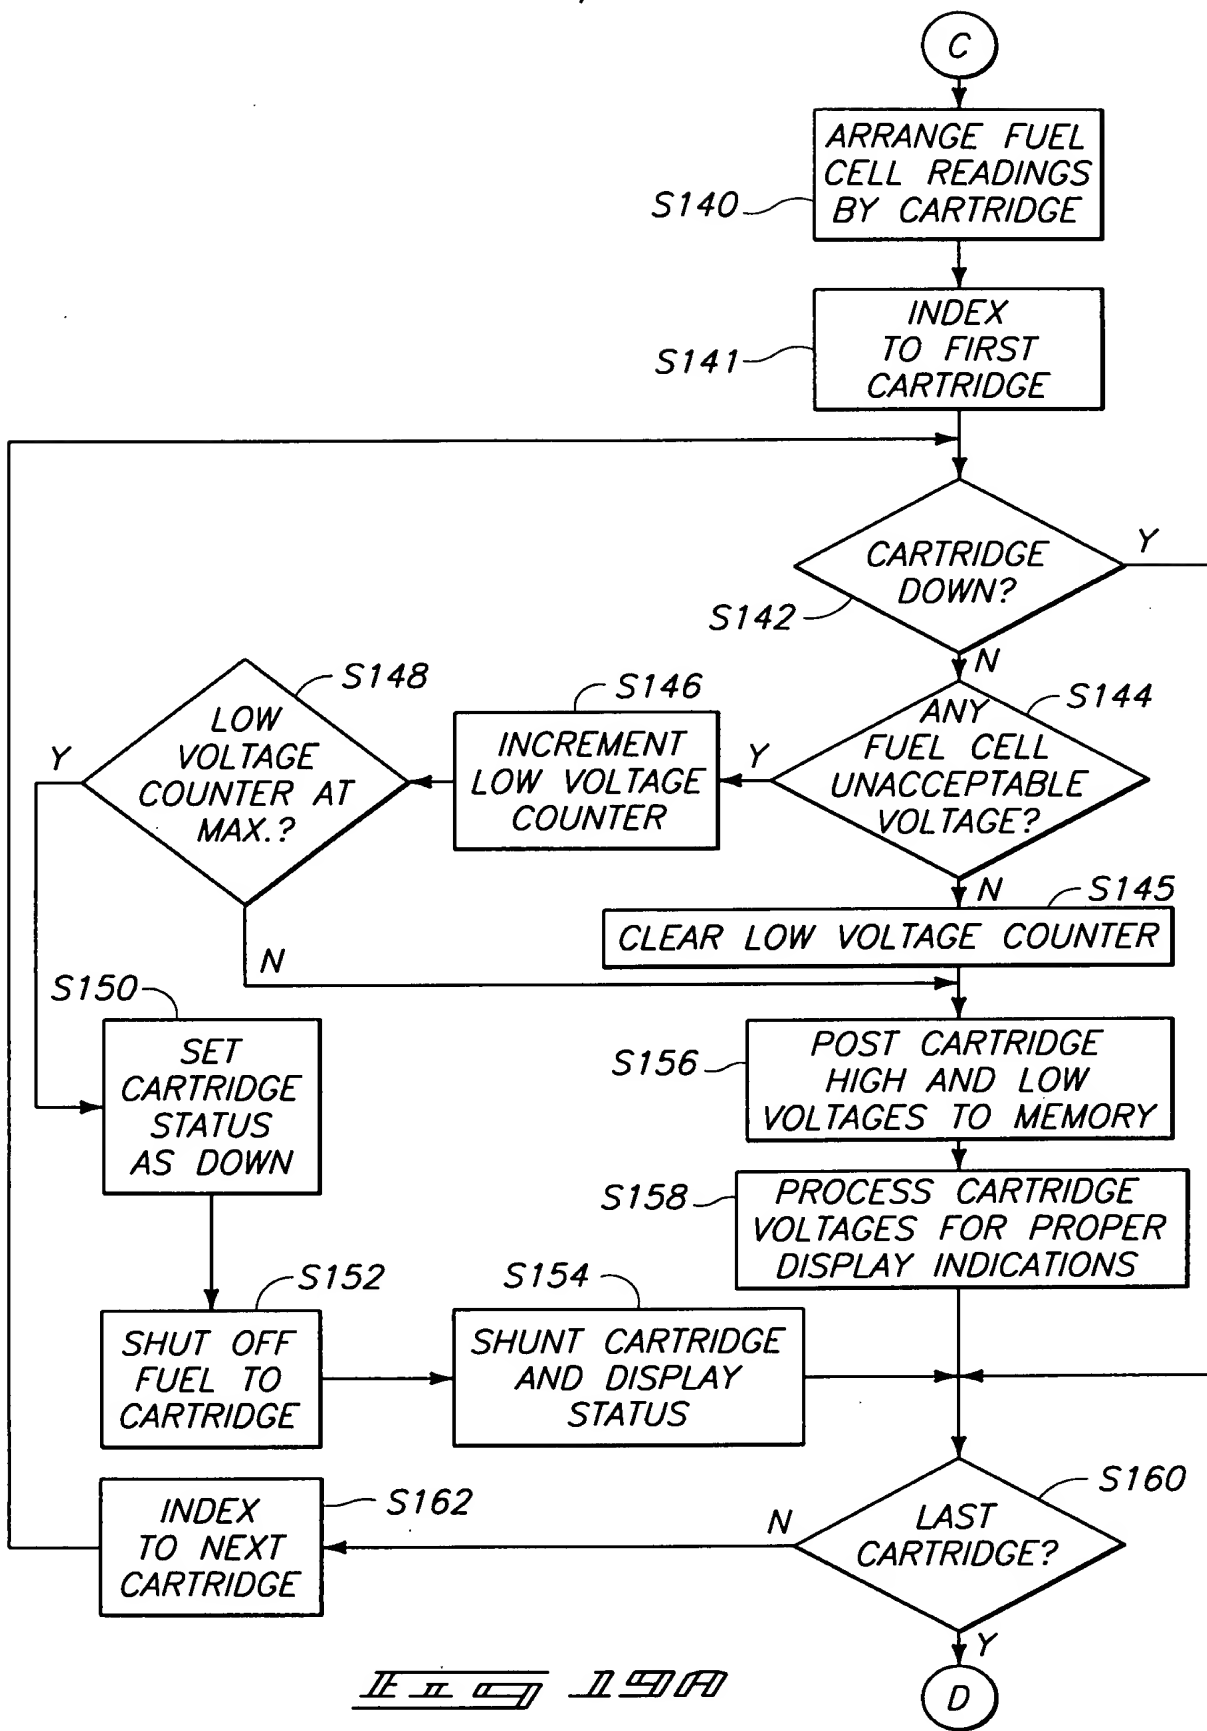 C
ARRANGE FUEL
CELL READINGS
BY CARTRIDGE
S140
INDEX
TO FIRST
CARTRIDGE
S141
CARTRIDGE
DOWN?
Y
S142
N
S148
LOW
VOLTAGE
COUNTER AT
MAX.?
Y
S146
INCREMENT
LOW VOLTAGE
COUNTER
Y
ANY
FUEL CELL
UNACCEPTABLE
VOLTAGE?
S144
N
S145
CLEAR LOW VOLTAGE COUNTER
N
S150
SET
CARTRIDGE
STATUS
AS DOWN
S156
POST CARTRIDGE
HIGH AND LOW
VOLTAGES TO MEMORY
S158
PROCESS CARTRIDGE
VOLTAGES FOR PROPER
DISPLAY INDICATIONS
S152
SHUT OFF
FUEL TO
CARTRIDGE
S154
SHUNT CARTRIDGE
AND DISPLAY
STATUS
S160
LAST
CARTRIDGE?
N
S162
INDEX
TO NEXT
CARTRIDGE
Y
D
FIG 19A